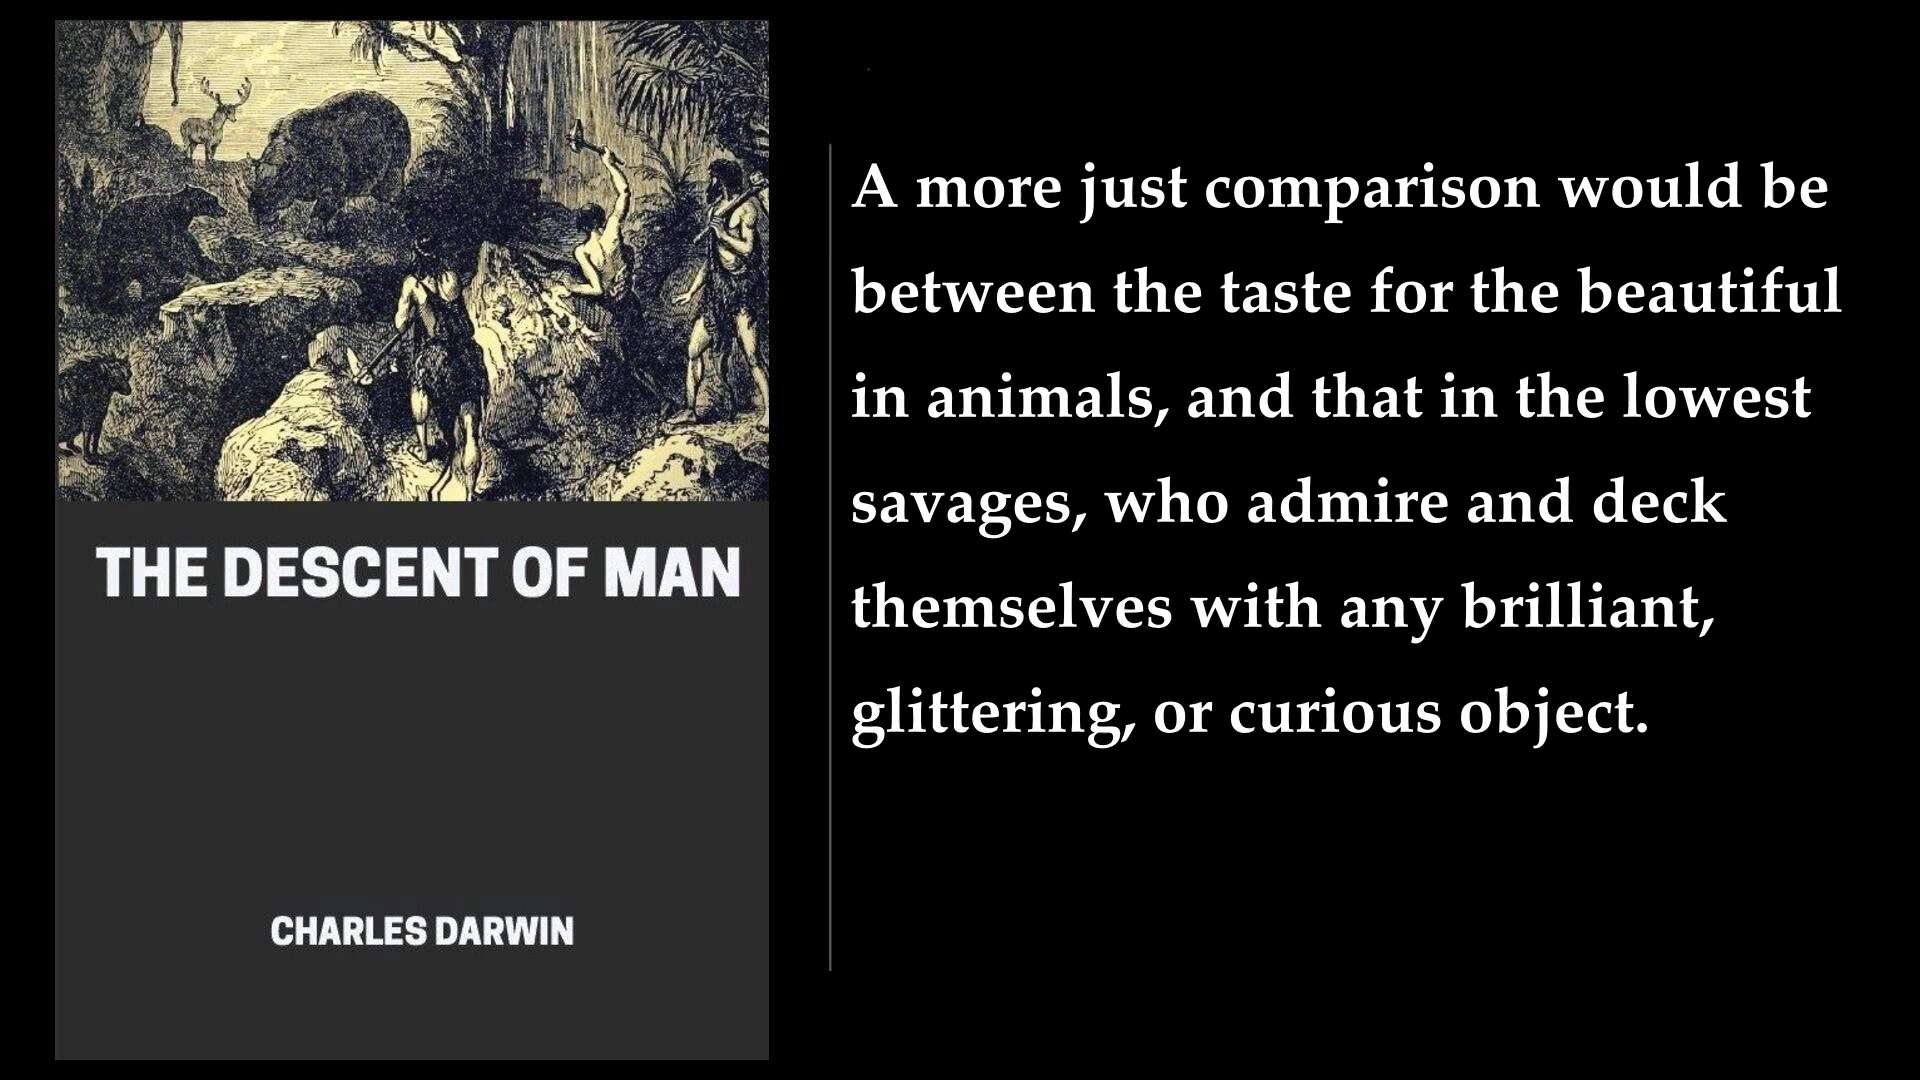 THE DESCENT OF MAN
CHARLES DARWIN
A more just comparison would be
between the taste for the beautiful
in animals, and that in the lowest
savages, who admire and deck
themselves with any brilliant,
glittering, or curious object.